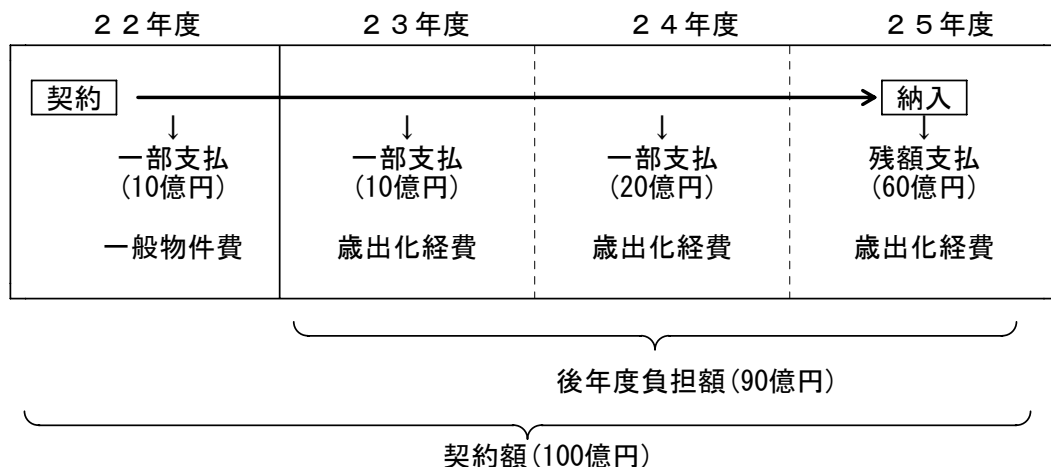 ２２年度 ２３年度 ２４年度 ２５年度
契約 納入
↓ ↓ ↓ ↓
一部支払 一部支払 一部支払 残額支払
(10億円) (10億円) (20億円) (60億円)
一般物件費 歳出化経費 歳出化経費 歳出化経費
後年度負担額(90億円)
契約額(100億円)